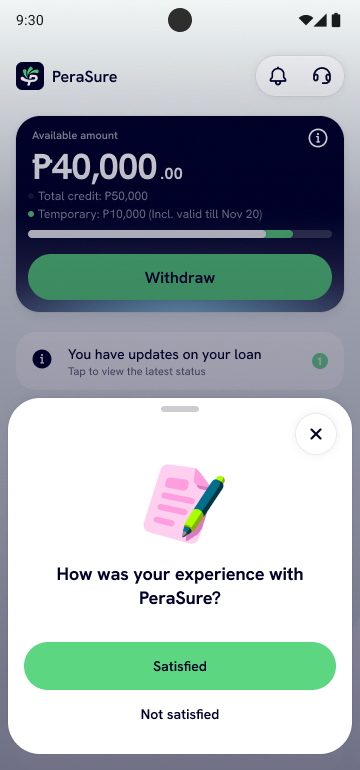 9:30
PeraSure
Available amount
₱40,000.00
Total credit: ₱50,000
Temporary: ₱10,000 (Incl. valid till Nov 20)
Withdraw
You have updates on your loan
1
Tap to view the latest status
How was your experience with
PeraSure?
Satisfied
Not satisfied